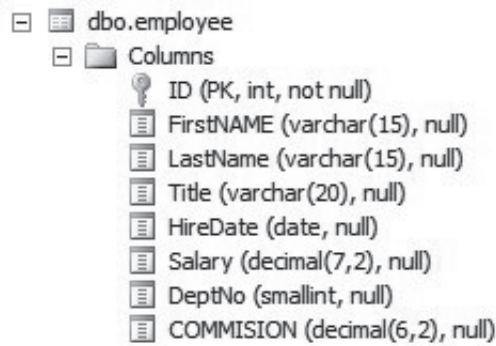 dbo.employee
Columns
ID (PK, int, not null)
FirstNAME (varchar(15), null)
LastName (varchar(15), null)
Title (varchar(20), null)
HireDate (date, null)
Salary (decimal(7,2), null)
DeptNo (smallint, null)
COMMISION (decimal(6,2), null)